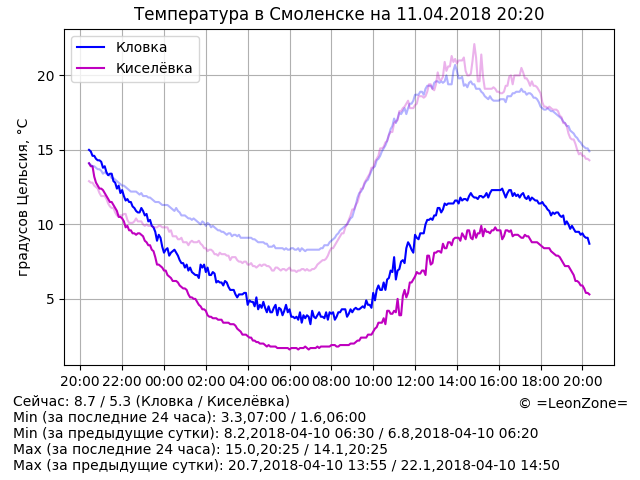 Температура в Смоленске на 11.04.2018 20:20
Кловка
Киселёвка
градусов Цельсия, °C
20
15
10
5
20:00 22:00 00:00 02:00 04:00 06:00 08:00 10:00 12:00 14:00 16:00 18:00 20:00
Сейчас: 8.7 / 5.3 (Кловка / Киселёвка)
© =LeonZone=
Min (за последние 24 часа): 3.3,07:00 / 1.6,06:00
Min (за предыдущие сутки): 8.2,2018-04-10 06:30 / 6.8,2018-04-10 06:20
Max (за последние 24 часа): 15.0,20:25 / 14.1,20:25
Max (за предыдущие сутки): 20.7,2018-04-10 13:55 / 22.1,2018-04-10 14:50